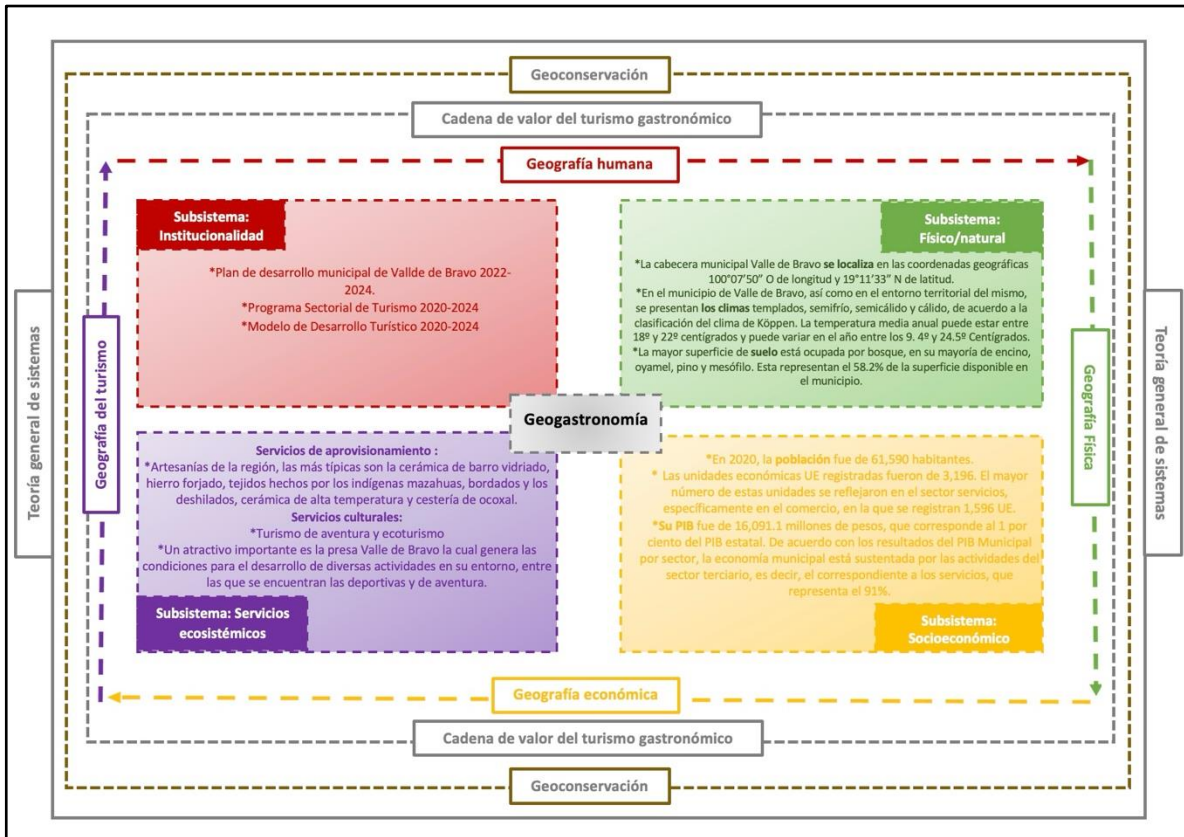 Geoconservación
Cadena de valor del turismo gastronómico
Geografía humana
Teoría general de sistemas
Geografía del turismo
Subsistema:
Institucionalidad
*Plan de desarrollo municipal de Vallde de Bravo 2022-
2024.
*Programa Sectorial de Turismo 2020-2024
*Modelo de Desarrollo Turístico 2020-2024
Subsistema:
Físico/natural
*La cabecera municipal Valle de Bravo se localiza en las coordenadas geográficas
100°07'50" O de longitud y 19°11'33" N de latitud.
*En el municipio de Valle de Bravo, así como en el entorno territorial del mismo,
se presentan los climas templados, semifrío, semicálido y cálido, de acuerdo a la
clasificación del clima de Köppen. La temperatura media anual puede estar entre
18º y 22º centígrados y puede variar en el año entre los 9. 4º y 24.5º Centígrados.
*La mayor superficie de suelo está ocupada por bosque, en su mayoría de encino,
oyamel, pino y mesófilo. Esta representan el 58.2% de la superficie disponible en
el municipio.
Geografía Física
Teoría general de sistemas
Geogastronomía
Servicios de aprovisionamiento :
*Artesanías de la región, las más típicas son la cerámica de barro vidriado,
hierro forjado, tejidos hechos por los indígenas mazahuas, bordados y los
deshilados, cerámica de alta temperatura y cestería de ocoxal.
Servicios culturales:
*Turismo de aventura y ecoturismo
*Un atractivo importante es la presa Valle de Bravo la cual genera las
condiciones para el desarrollo de diversas actividades en su entorno, entre
las que se encuentran las deportivas y de aventura.
Subsistema: Servicios
ecosistémicos
*En 2020, la población fue de 61,590 habitantes.
*Las unidades económicas UE registradas fueron de 3,196. El mayor
número de estas unidades se reflejaron en el sector servicios,
específicamente en el comercio, en la que se registran 1,596 UE.
*Su PIB fue de 16,091.1 millones de pesos, que corresponde al 1 por
ciento del PIB estatal. De acuerdo con los resultados del PIB Municipal
por sector, la economía municipal está sustentada por las actividades del
sector terciario, es decir, el correspondiente a los servicios, que
representa el 91%.
Subsistema:
Socioeconómico
Geografía económica
Cadena de valor del turismo gastronómico
Geoconservación